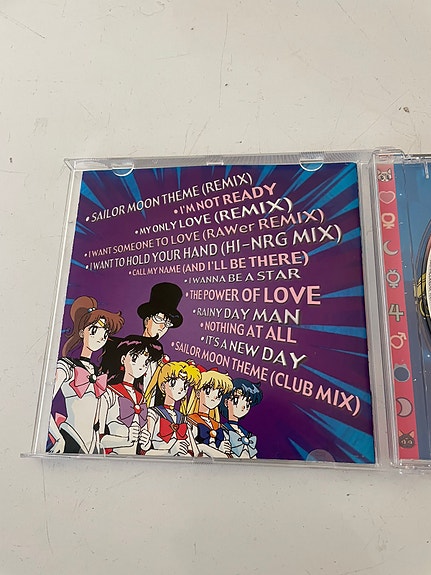 • SAILOR MOON THEME (REMIX)
• I'M NOT READY
• MY ONLY LOVE (REMIX)
• I WANT SOMEONE TO LOVE (RAWer REMIX)
• I WANT TO HOLD YOUR HAND (HI-NRG MIX)
• CALL MY NAME (AND I'LL BE THERE)
• I WANNA BE A STAR
• THE POWER OF LOVE
• RAINY DAY MAN
• NOTHING AT ALL
• IT'S A NEW DAY
• SAILOR MOON THEME (CLUB MIX)